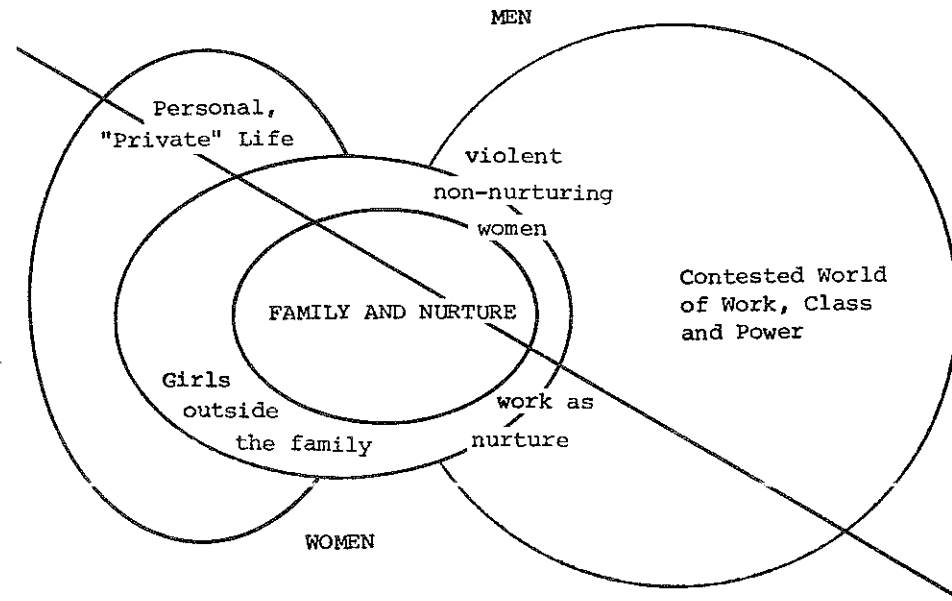 MEN
Personal,
"Private" Life
violent
non-nurturing
women
Contested World
of Work, Class
and Power
FAMILY AND NURTURE
Girls
outside
the family
work as
nurture
WOMEN